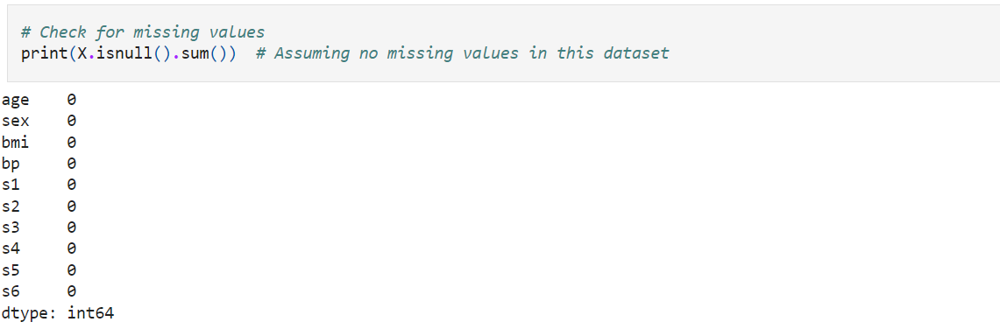 # Check for missing values
print(X.isnull().sum())  # Assuming no missing values in this dataset
age    0
sex    0
bmi    0
bp     0
s1     0
s2     0
s3     0
s4     0
s5     0
s6     0
dtype: int64